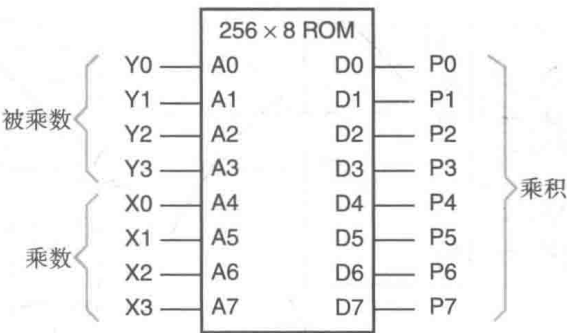 256 × 8 ROM
Y0 A0 D0 P0
Y1 A1 D1 P1
被乘数
Y2 A2 D2 P2
Y3 A3 D3 P3
乘积
X0 A4 D4 P4
X1 A5 D5 P5
乘数
X2 A6 D6 P6
X3 A7 D7 P7